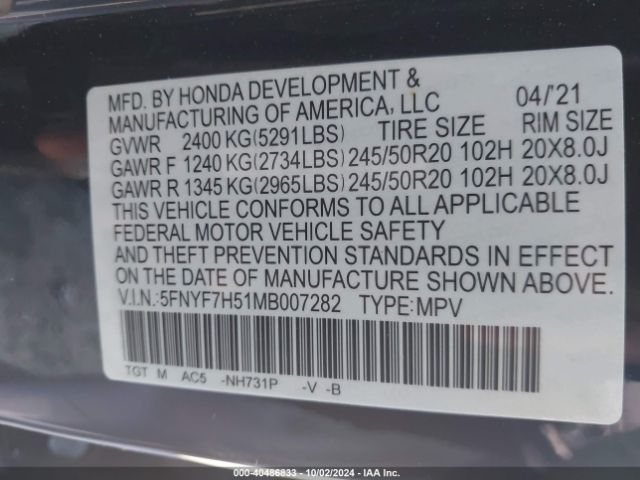 MFD. BY HONDA DEVELOPMENT &
MANUFACTURING OF AMERICA, LLC 04/'21
GVWR 2400 KG(5291LBS) TIRE SIZE RIM SIZE
GAWR F 1240 KG(2734LBS) 245/50R20 102H 20X8.0J
GAWR R 1345 KG(2965LBS) 245/50R20 102H 20X8.0J
THIS VEHICLE CONFORMS TO ALL APPLICABLE
FEDERAL MOTOR VEHICLE SAFETY
AND THEFT PREVENTION STANDARDS IN EFFECT
ON THE DATE OF MANUFACTURE SHOWN ABOVE.
V.I.N.:5FNYF7H51MB007282 TYPE:MPV
TGT M AC5 -NH731P -V -B
000-40486833 - 10/02/2024 - IAA Inc.